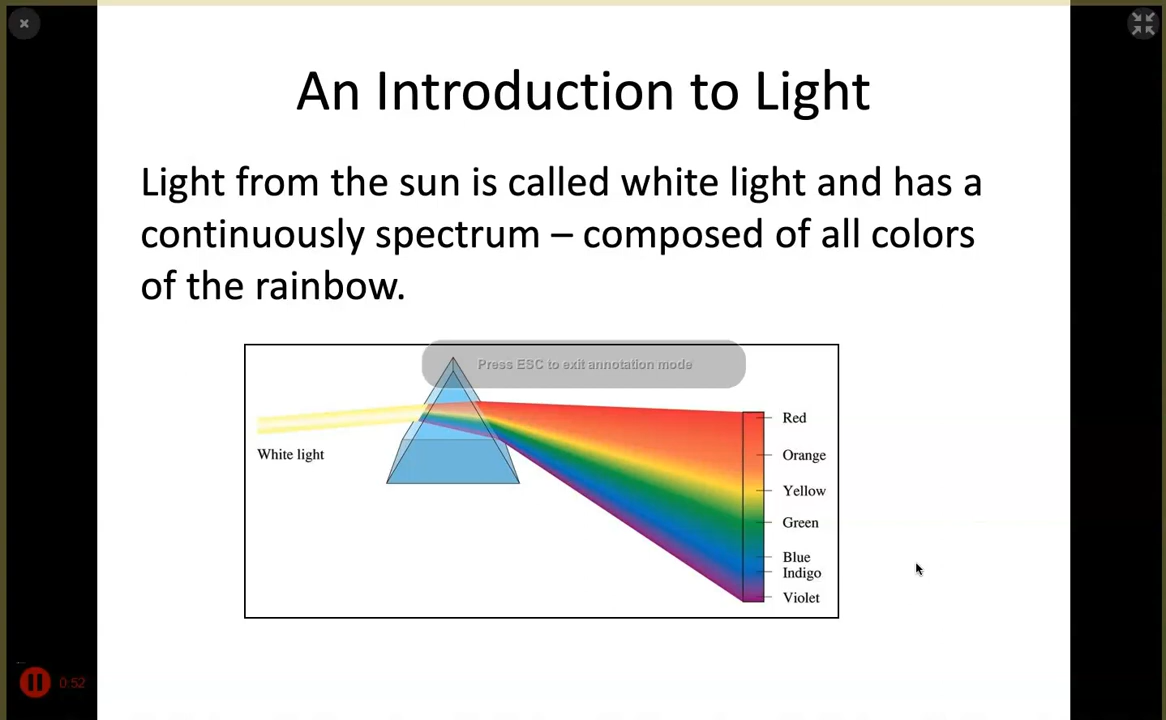 An Introduction to Light
Light from the sun is called white light and has a
continuously spectrum – composed of all colors
of the rainbow.
Press ESC to exit annotation mode
White light
Red
Orange
Yellow
Green
Blue
Indigo
Violet
0:52